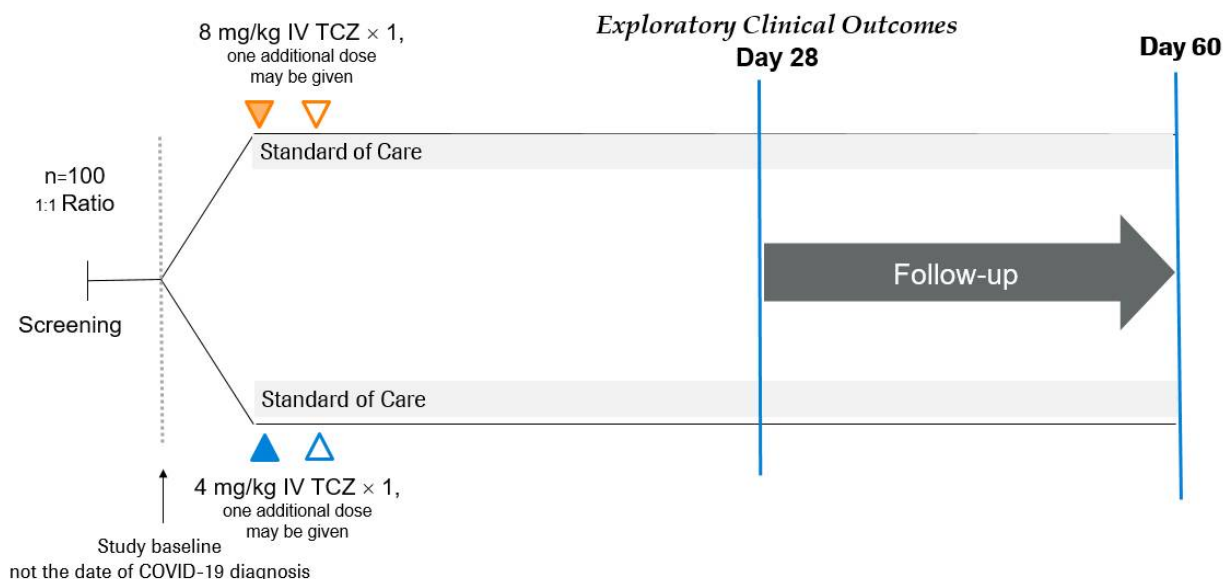 8 mg/kg IV TCZ × 1,
one additional dose
may be given
Exploratory Clinical Outcomes
Day 28
Day 60
Standard of Care
n=100
1:1 Ratio
Follow-up
Screening
Standard of Care
4 mg/kg IV TCZ × 1,
one additional dose
may be given
Study baseline
not the date of COVID-19 diagnosis